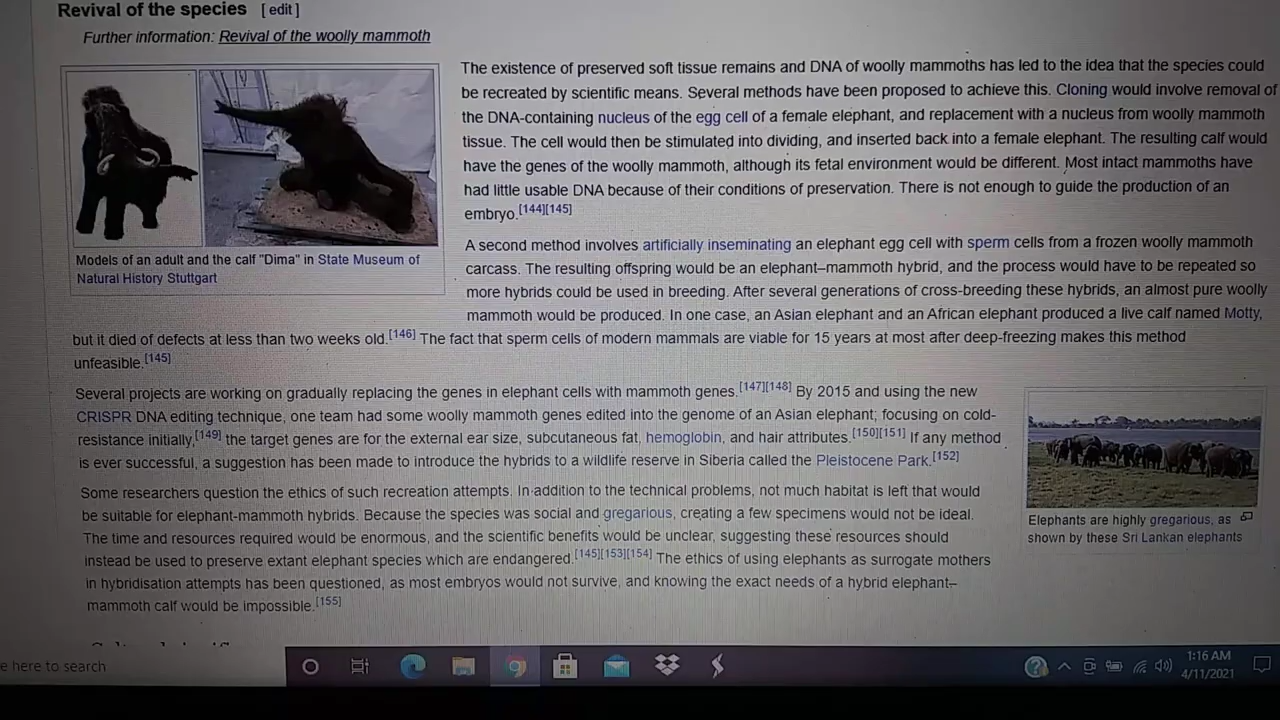 Revival of the species [ edit ]
Further information: Revival of the woolly mammoth
The existence of preserved soft tissue remains and DNA of woolly mammoths has led to the idea that the species could
be recreated by scientific means. Several methods have been proposed to achieve this. Cloning would involve removal of
the DNA-containing nucleus of the egg cell of a female elephant, and replacement with a nucleus from woolly mammoth
tissue. The cell would then be stimulated into dividing, and inserted back into a female elephant. The resulting calf would
have the genes of the woolly mammoth, although its fetal environment would be different. Most intact mammoths have
had little usable DNA because of their conditions of preservation. There is not enough to guide the production of an
embryo.[144][145]
Models of an adult and the calf "Dima" in State Museum of
Natural History Stuttgart
A second method involves artificially inseminating an elephant egg cell with sperm cells from a frozen woolly mammoth
carcass. The resulting offspring would be an elephant–mammoth hybrid, and the process would have to be repeated so
more hybrids could be used in breeding. After several generations of cross-breeding these hybrids, an almost pure woolly
mammoth would be produced. In one case, an Asian elephant and an African elephant produced a live calf named Motty,
but it died of defects at less than two weeks old.[146] The fact that sperm cells of modern mammals are viable for 15 years at most after deep-freezing makes this method
unfeasible.[145]
Several projects are working on gradually replacing the genes in elephant cells with mammoth genes.[147][148] By 2015 and using the new
CRISPR DNA editing technique, one team had some woolly mammoth genes edited into the genome of an Asian elephant; focusing on cold-
resistance initially,[149] the target genes are for the external ear size, subcutaneous fat, hemoglobin, and hair attributes.[150][151] If any method
is ever successful, a suggestion has been made to introduce the hybrids to a wildlife reserve in Siberia called the Pleistocene Park.[152]
Some researchers question the ethics of such recreation attempts. In addition to the technical problems, not much habitat is left that would
be suitable for elephant-mammoth hybrids. Because the species was social and gregarious, creating a few specimens would not be ideal.
The time and resources required would be enormous, and the scientific benefits would be unclear, suggesting these resources should
instead be used to preserve extant elephant species which are endangered.[145][153][154] The ethics of using elephants as surrogate mothers
in hybridisation attempts has been questioned, as most embryos would not survive, and knowing the exact needs of a hybrid elephant–
mammoth calf would be impossible.[155]
Elephants are highly gregarious, as
shown by these Sri Lankan elephants
e here to search
1:16 AM
4/11/2021